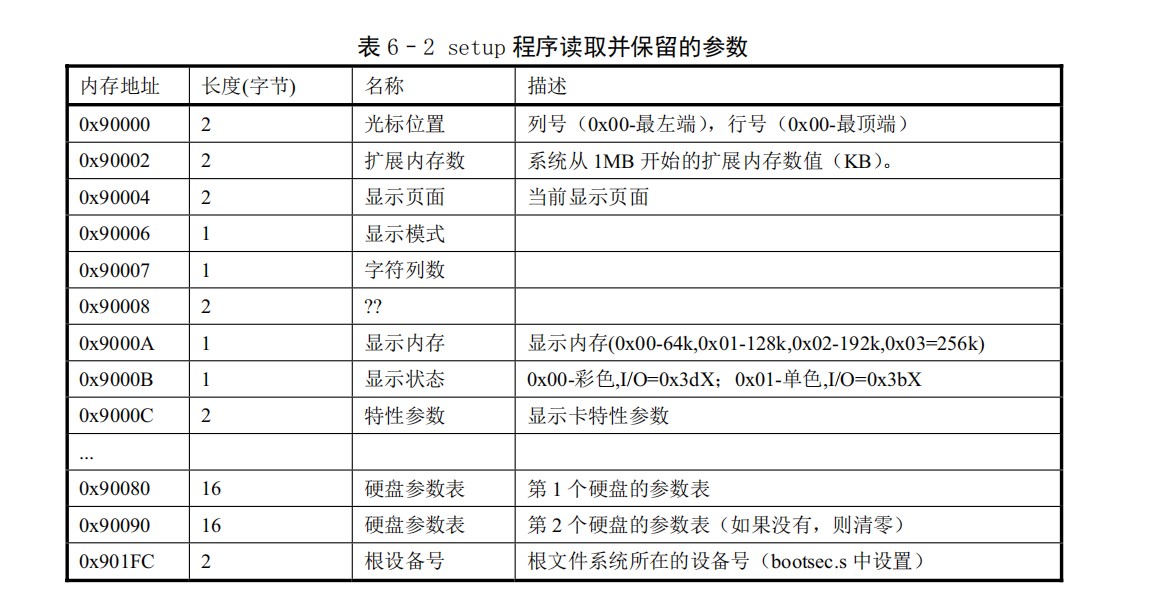 表 6-2 setup 程序读取并保留的参数
内存地址 长度(字节) 名称 描述
0x90000 2 光标位置 列号（0x00-最左端），行号（0x00-最顶端）
0x90002 2 扩展内存数 系统从 1MB 开始的扩展内存数值（KB）。
0x90004 2 显示页面 当前显示页面
0x90006 1 显示模式
0x90007 1 字符列数
0x90008 2 ??
0x9000A 1 显示内存 显示内存(0x00-64k,0x01-128k,0x02-192k,0x03=256k)
0x9000B 1 显示状态 0x00-彩色,I/O=0x3dX；0x01-单色,I/O=0x3bX
0x9000C 2 特性参数 显示卡特性参数
...
0x90080 16 硬盘参数表 第 1 个硬盘的参数表
0x90090 16 硬盘参数表 第 2 个硬盘的参数表（如果没有，则清零）
0x901FC 2 根设备号 根文件系统所在的设备号（bootsec.s 中设置）